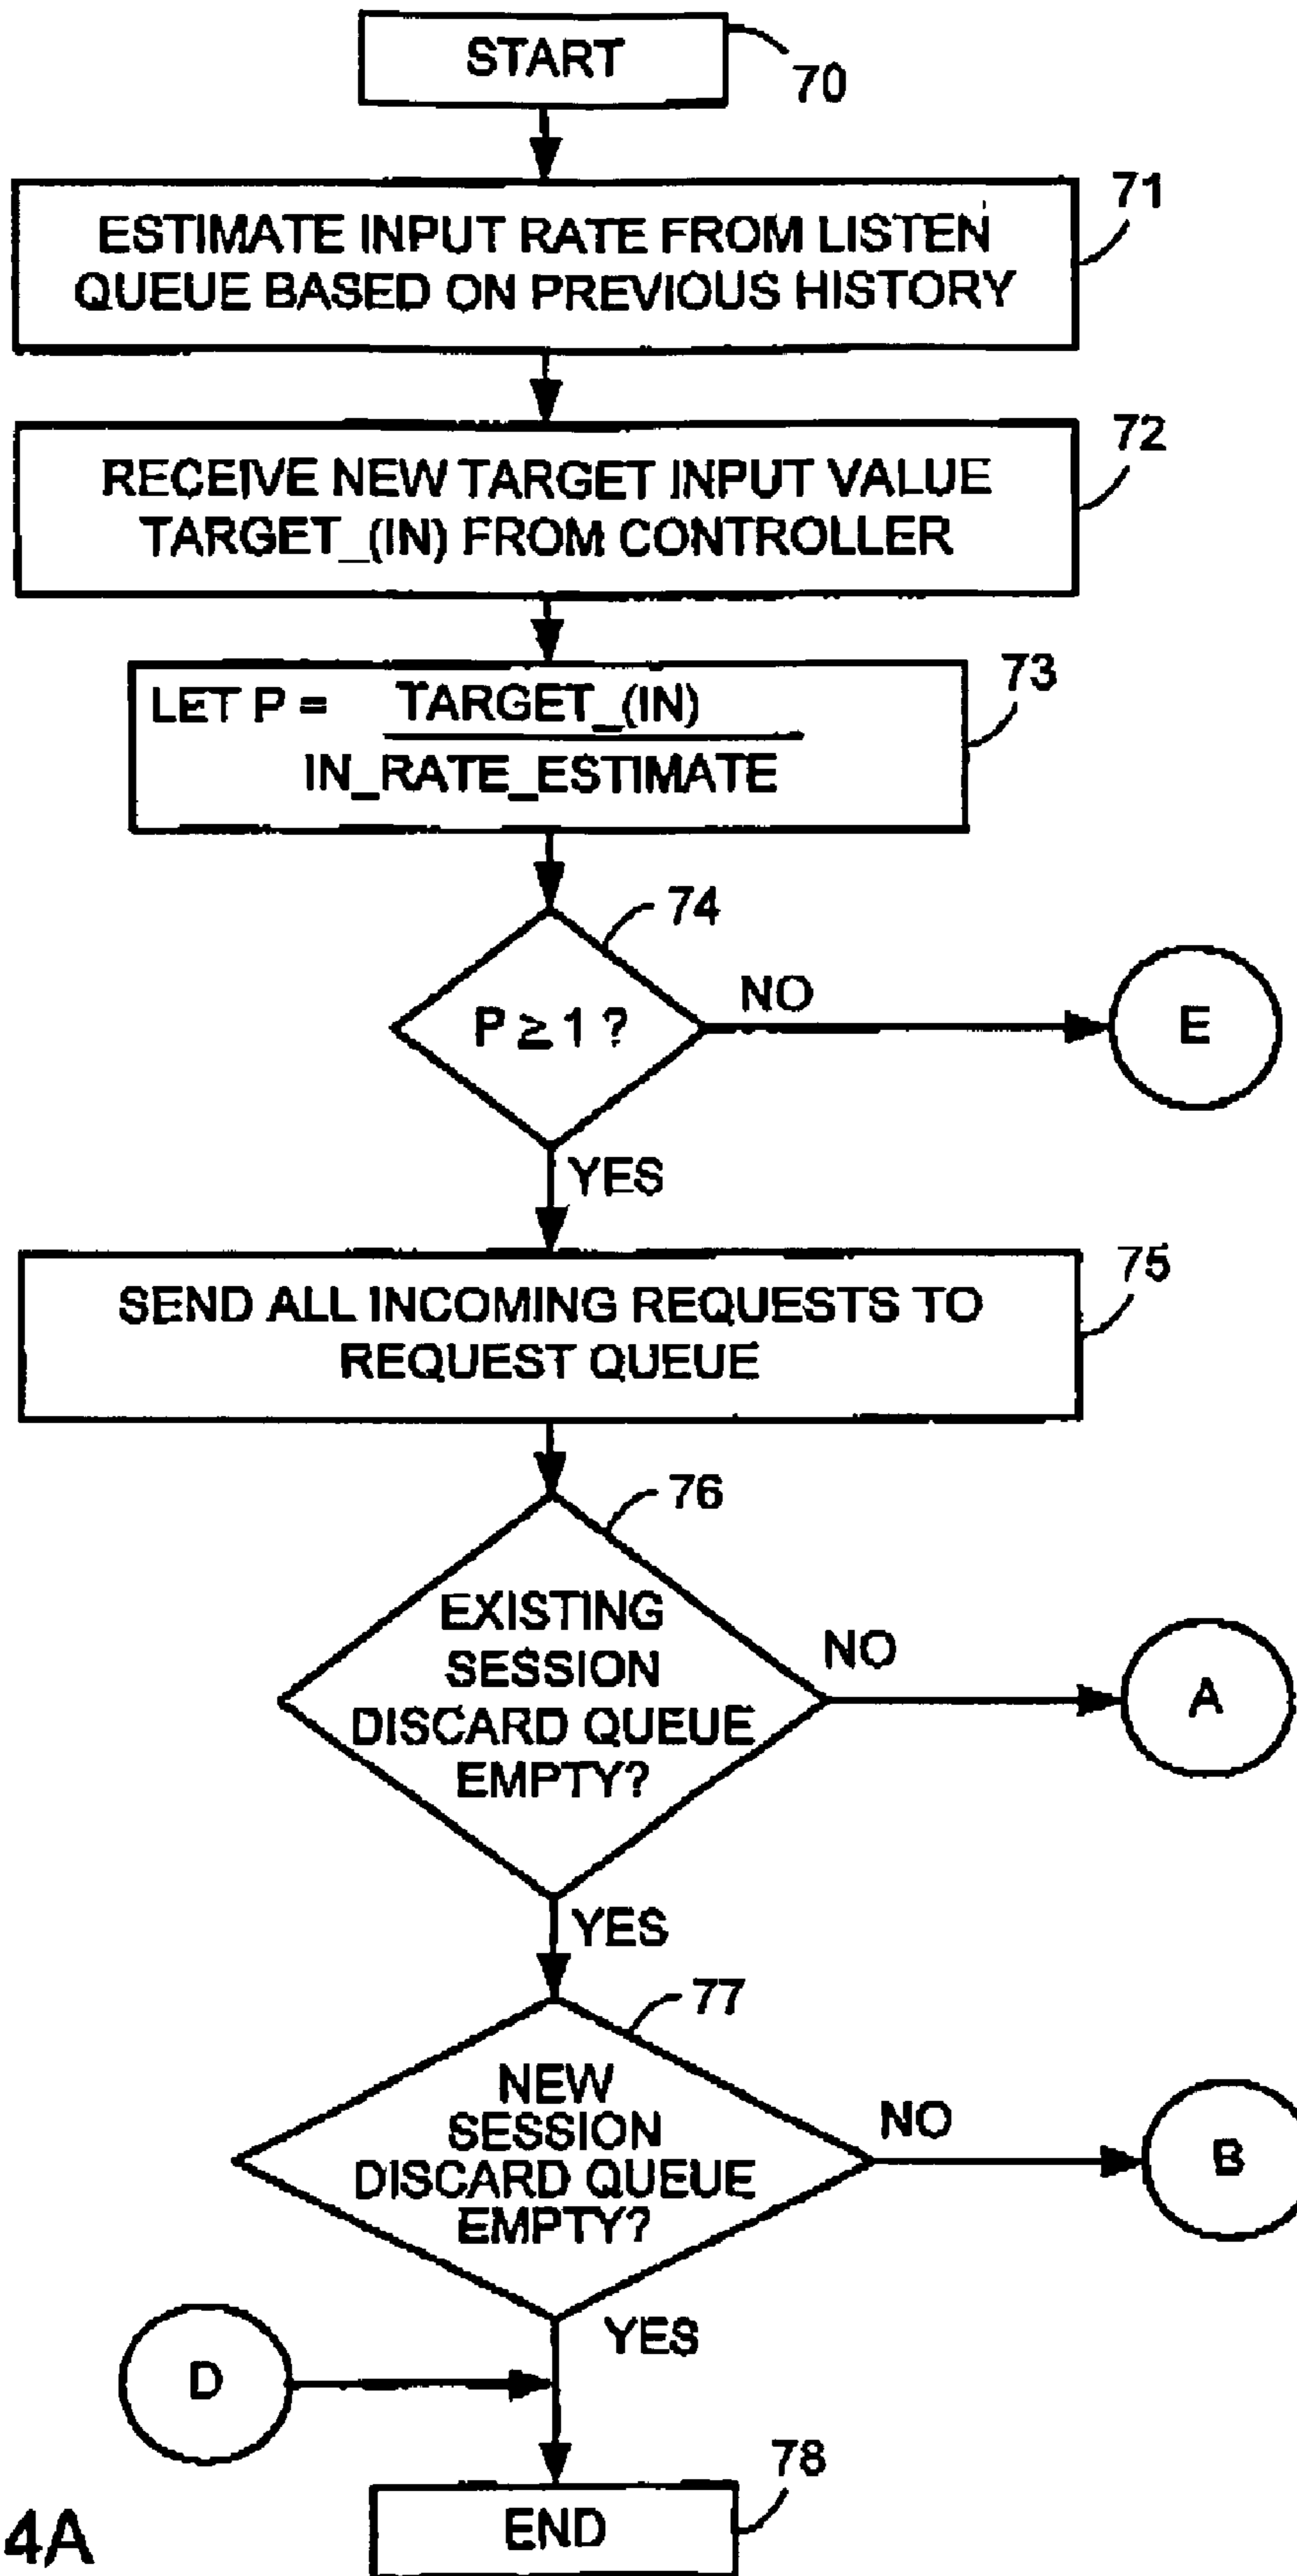 START
70
ESTIMATE INPUT RATE FROM LISTEN
QUEUE BASED ON PREVIOUS HISTORY
71
RECEIVE NEW TARGET INPUT VALUE
TARGET_(IN) FROM CONTROLLER
72
LET P = TARGET_(IN)
IN_RATE_ESTIMATE
73
74
P ≥ 1 ?
NO
E
YES
SEND ALL INCOMING REQUESTS TO
REQUEST QUEUE
75
76
EXISTING
SESSION
DISCARD QUEUE
EMPTY?
NO
A
YES
77
NEW
SESSION
DISCARD QUEUE
EMPTY?
NO
B
YES
D
78
END
4A